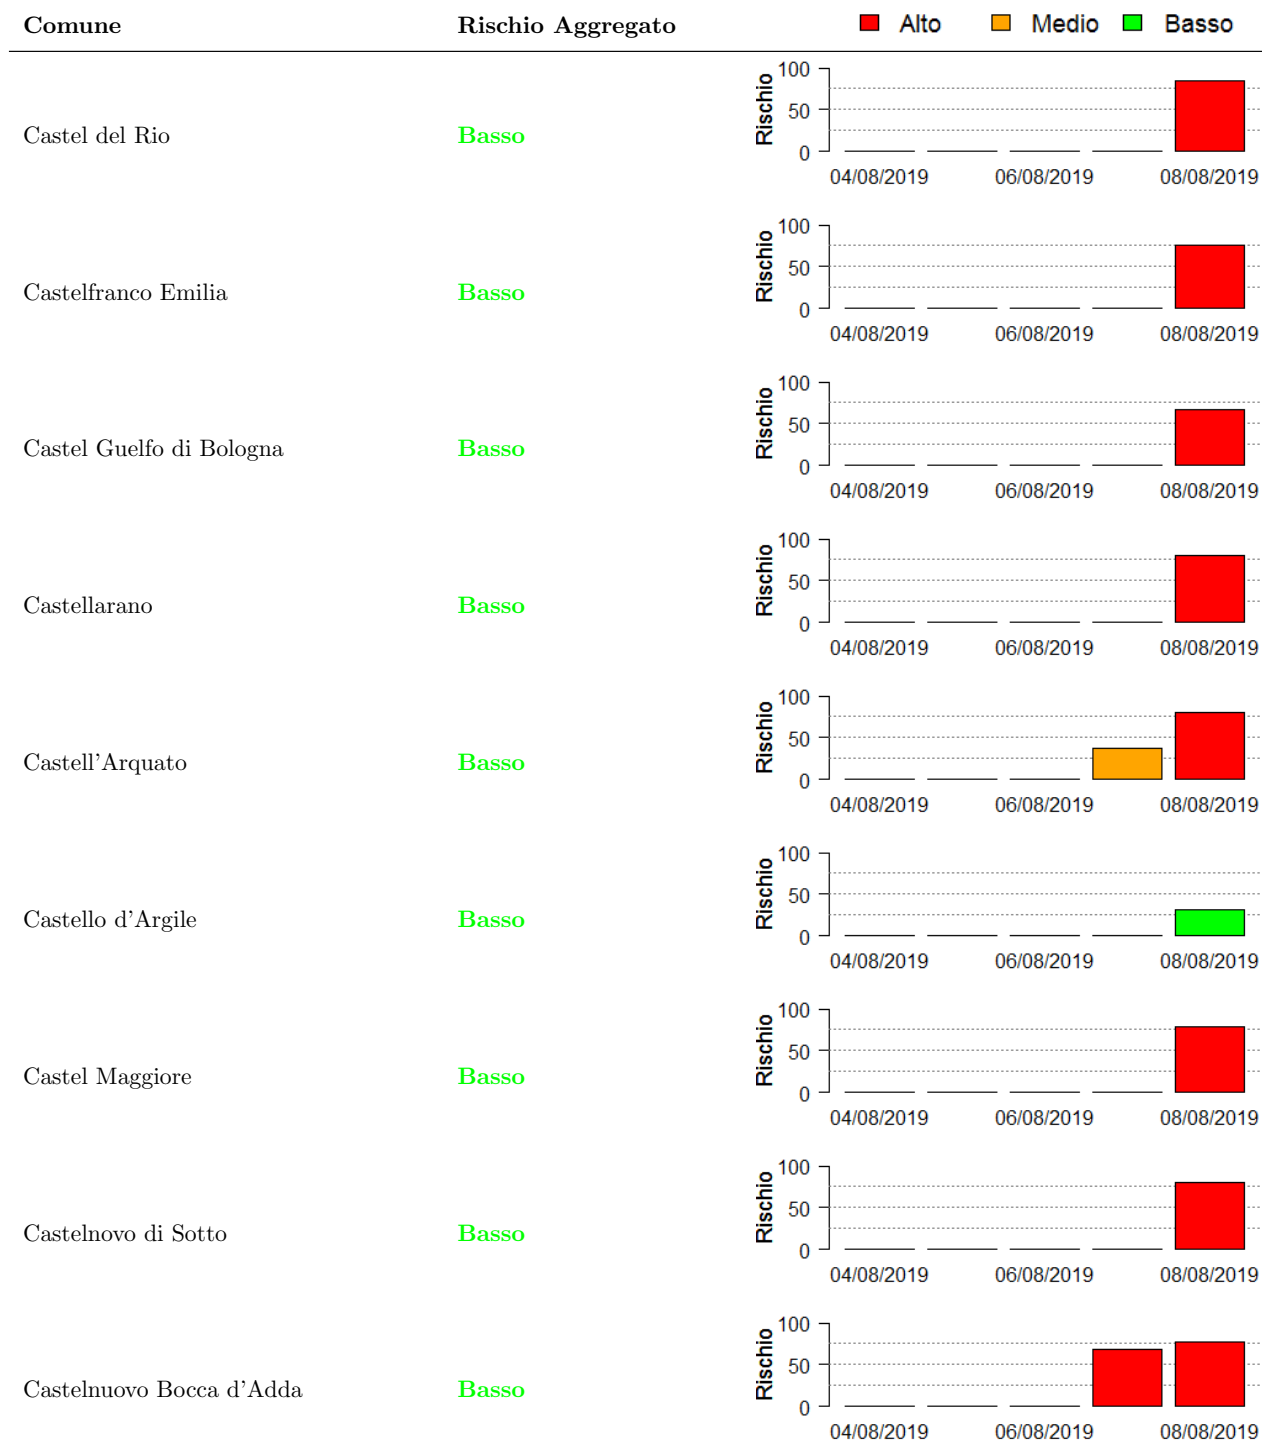 Comune Rischio Aggregato Alto Medio Basso
100
50
0
Rischio
Castel del Rio Basso
04/08/2019 06/08/2019 08/08/2019
100
50
0
Rischio
Castelfranco Emilia Basso
04/08/2019 06/08/2019 08/08/2019
100
50
0
Rischio
Castel Guelfo di Bologna Basso
04/08/2019 06/08/2019 08/08/2019
100
50
0
Rischio
Castellarano Basso
04/08/2019 06/08/2019 08/08/2019
100
50
0
Rischio
Castell'Arquato Basso
04/08/2019 06/08/2019 08/08/2019
100
50
0
Rischio
Castello d'Argile Basso
04/08/2019 06/08/2019 08/08/2019
100
50
0
Rischio
Castel Maggiore Basso
04/08/2019 06/08/2019 08/08/2019
100
50
0
Rischio
Castelnovo di Sotto Basso
04/08/2019 06/08/2019 08/08/2019
100
50
0
Rischio
Castelnuovo Bocca d'Adda Basso
04/08/2019 06/08/2019 08/08/2019